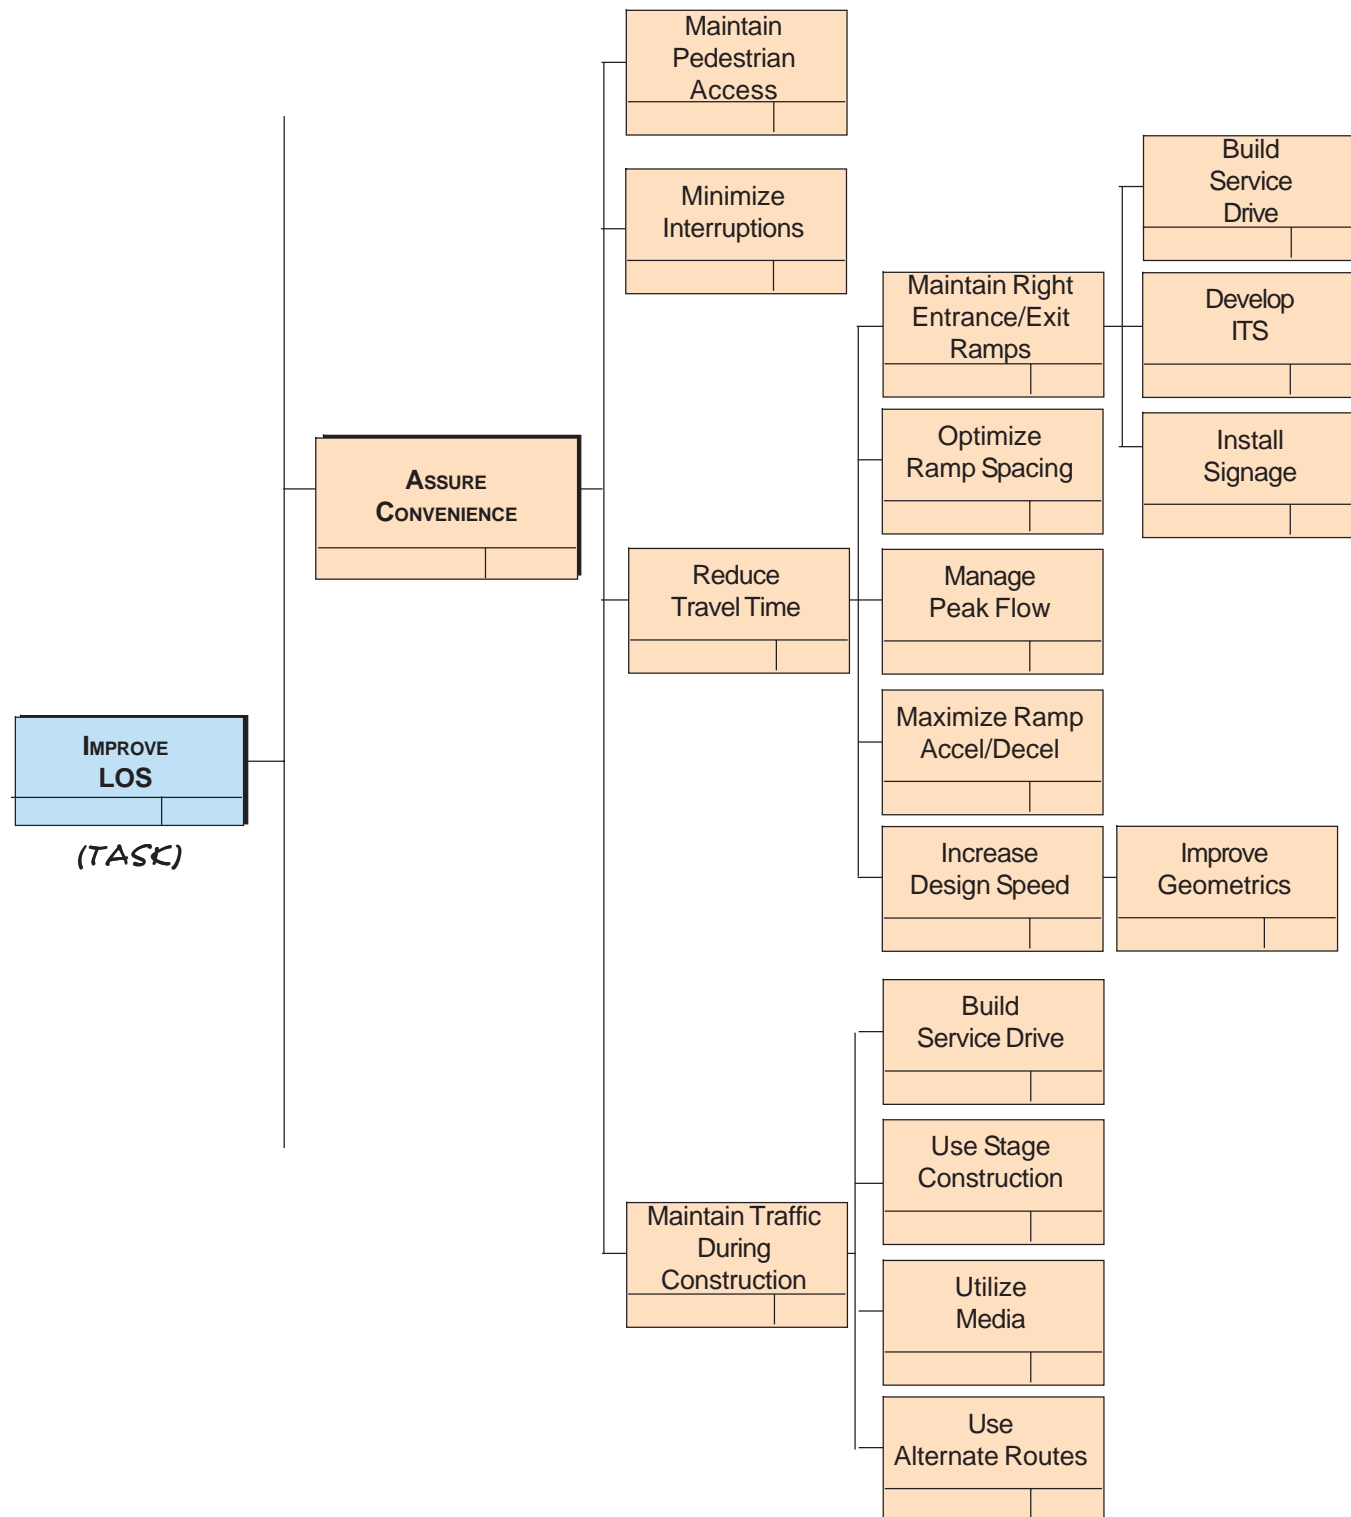 Maintain
Pedestrian
Access
Minimize
Interruptions
Build
Service
Drive
Maintain Right
Entrance/Exit
Ramps
Develop
ITS
Optimize
Ramp Spacing
Install
Signage
ASSURE
CONVENIENCE
Reduce
Travel Time
Manage
Peak Flow
IMPROVE
LOS
(TASK)
Maximize Ramp
Accel/Decel
Increase
Design Speed
Improve
Geometrics
Build
Service Drive
Use Stage
Construction
Maintain Traffic
During
Construction
Utilize
Media
Use
Alternate Routes